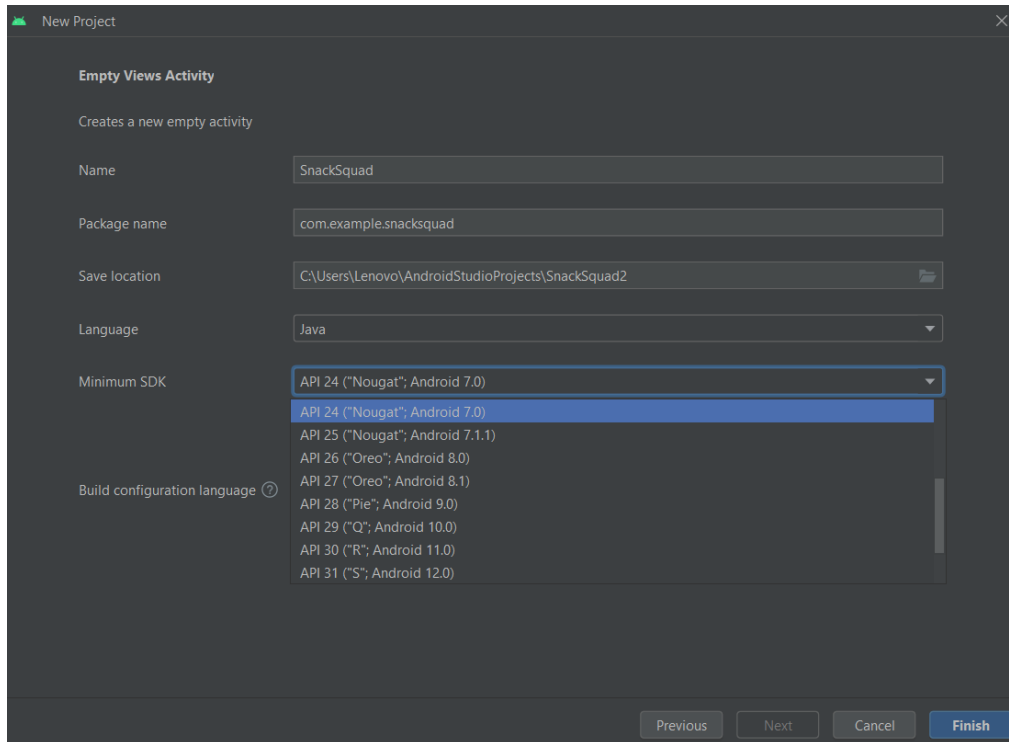 New Project
Empty Views Activity
Creates a new empty activity
Name SnackSquad
Package name com.example.snacksquad
Save location C:\Users\Lenovo\AndroidStudioProjects\SnackSquad2
Language Java
Minimum SDK API 24 ("Nougat"; Android 7.0)
API 24 ("Nougat"; Android 7.0)
API 25 ("Nougat"; Android 7.1.1)
API 26 ("Oreo"; Android 8.0)
API 27 ("Oreo"; Android 8.1)
Build configuration language ?
API 28 ("Pie"; Android 9.0)
API 29 ("Q"; Android 10.0)
API 30 ("R"; Android 11.0)
API 31 ("S"; Android 12.0)
Previous Next Cancel Finish